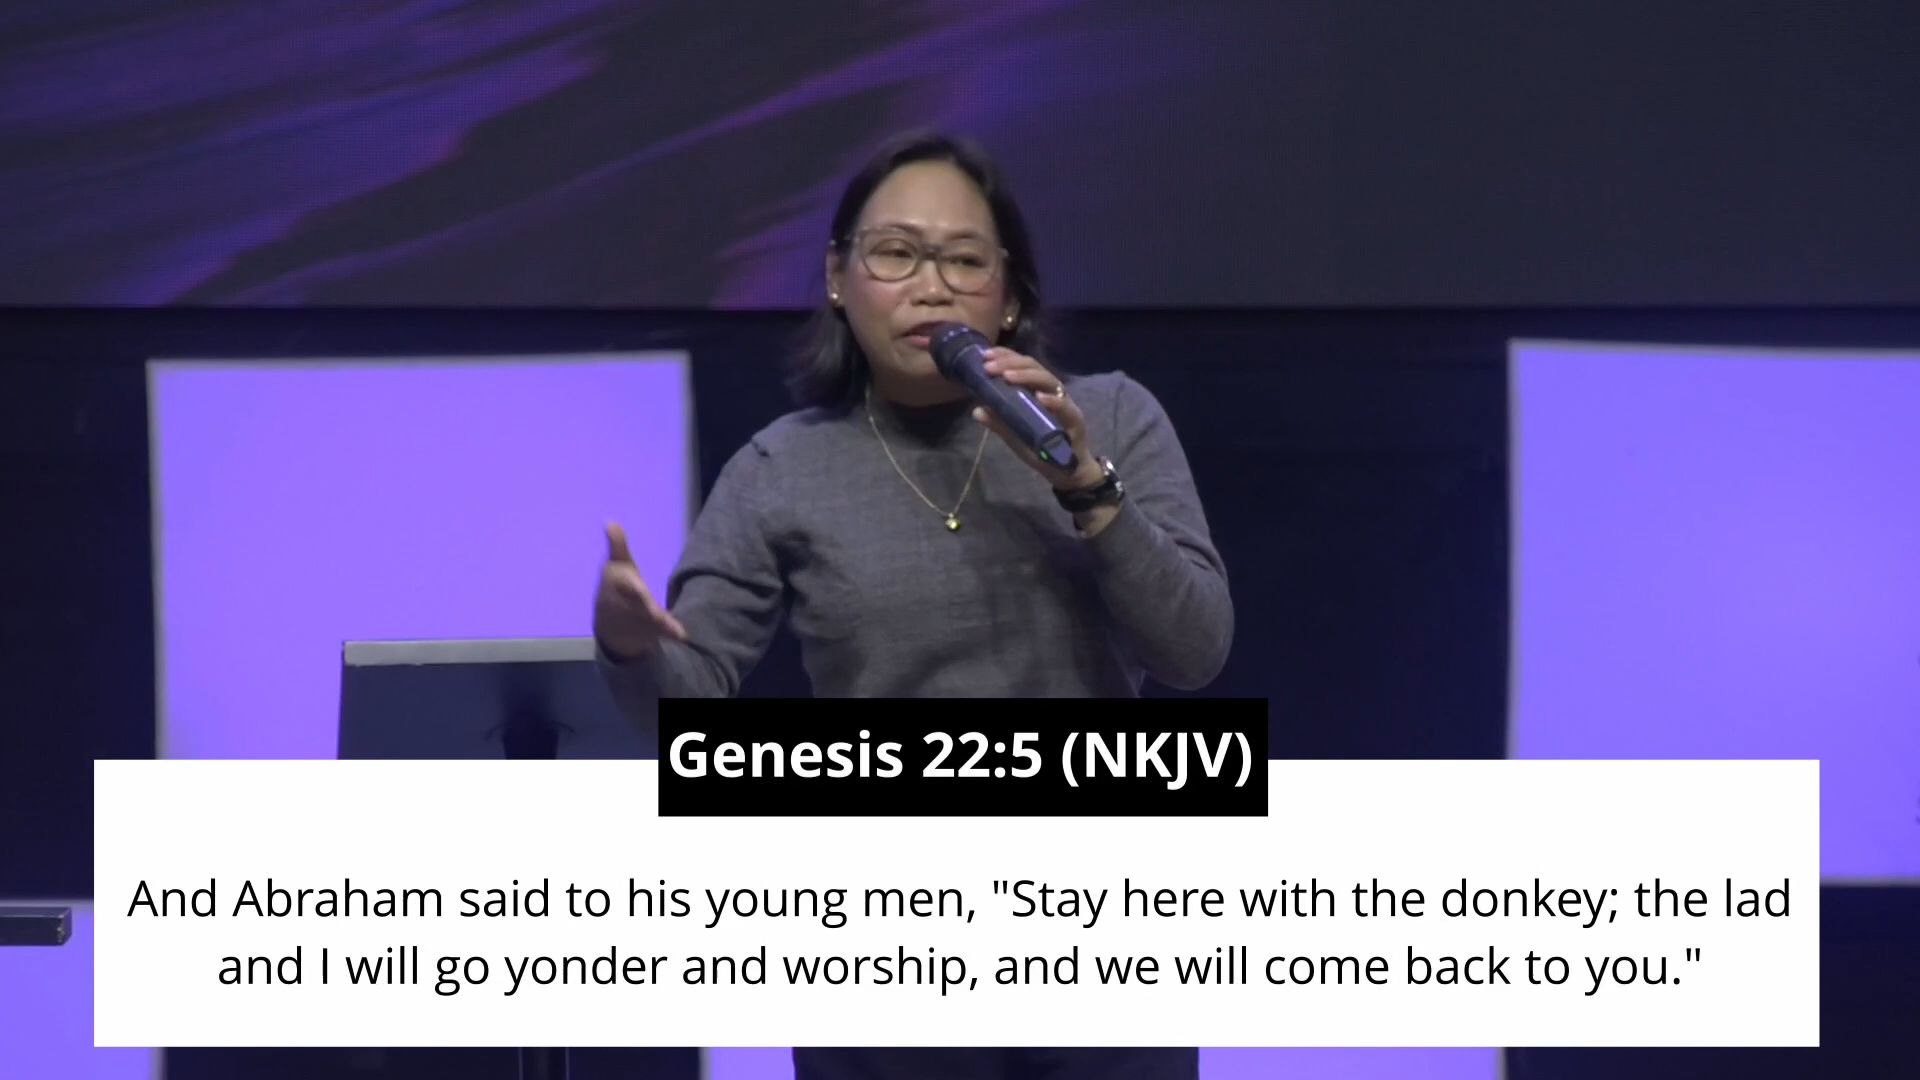 Genesis 22:5 (NKJV)
And Abraham said to his young men, "Stay here with the donkey; the lad
and I will go yonder and worship, and we will come back to you."